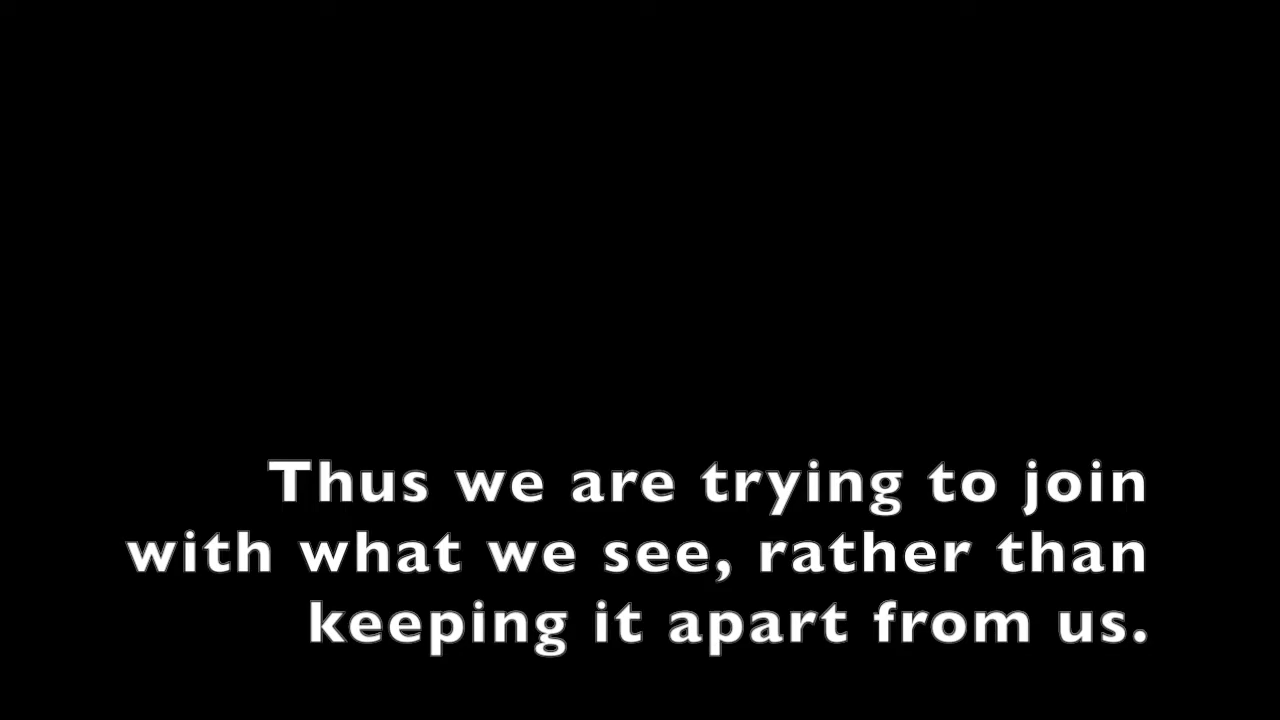 Thus we are trying to join
with what we see, rather than
keeping it apart from us.